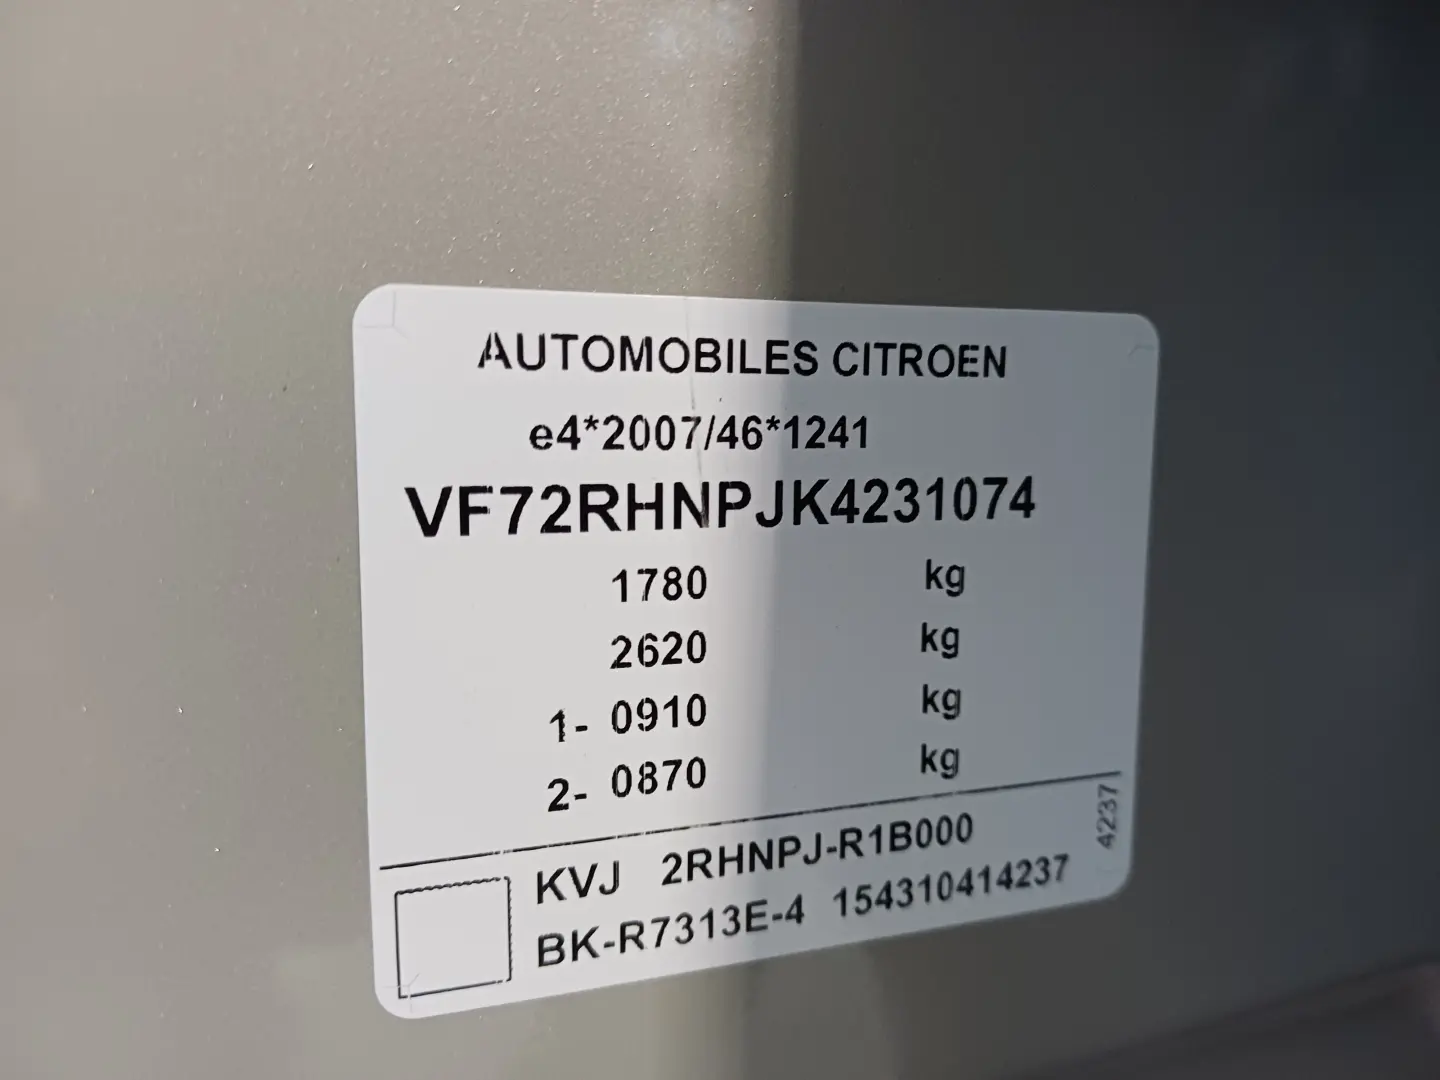 AUTOMOBILES CITROEN
e4*2007/46*1241
VF72RHNPJK4231074
1780 kg
2620 kg
1- 0910 kg
2- 0870 kg
KVJ 2RHNPJ-R1B000
BK-R7313E-4 154310414237
4237